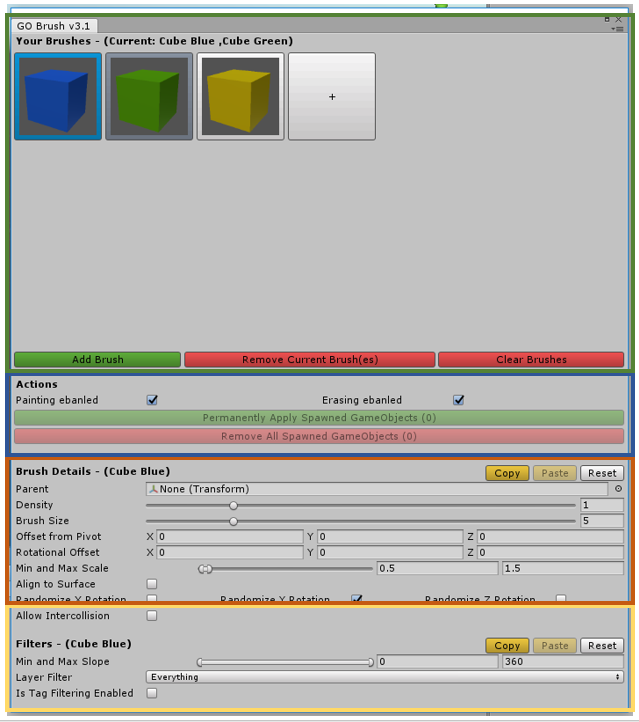 GO Brush v3.1
Your Brushes - (Current: Cube Blue ,Cube Green)
+
Add Brush Remove Current Brush(es) Clear Brushes
Actions
Painting ebanled Erasing ebanled
Permanently Apply Spawned GameObjects (0)
Remove All Spawned GameObjects (0)
Brush Details - (Cube Blue) Copy Paste Reset
Parent None (Transform)
Density 1
Brush Size 5
Offset from Pivot X 0 Y 0 Z 0
Rotational Offset X 0 Y 0 Z 0
Min and Max Scale 0.5 1.5
Align to Surface
Randomize X Rotation Randomize Y Rotation Randomize Z Rotation
Allow Intercollision
Filters - (Cube Blue) Copy Paste Reset
Min and Max Slope 0 360
Layer Filter Everything
Is Tag Filtering Enabled